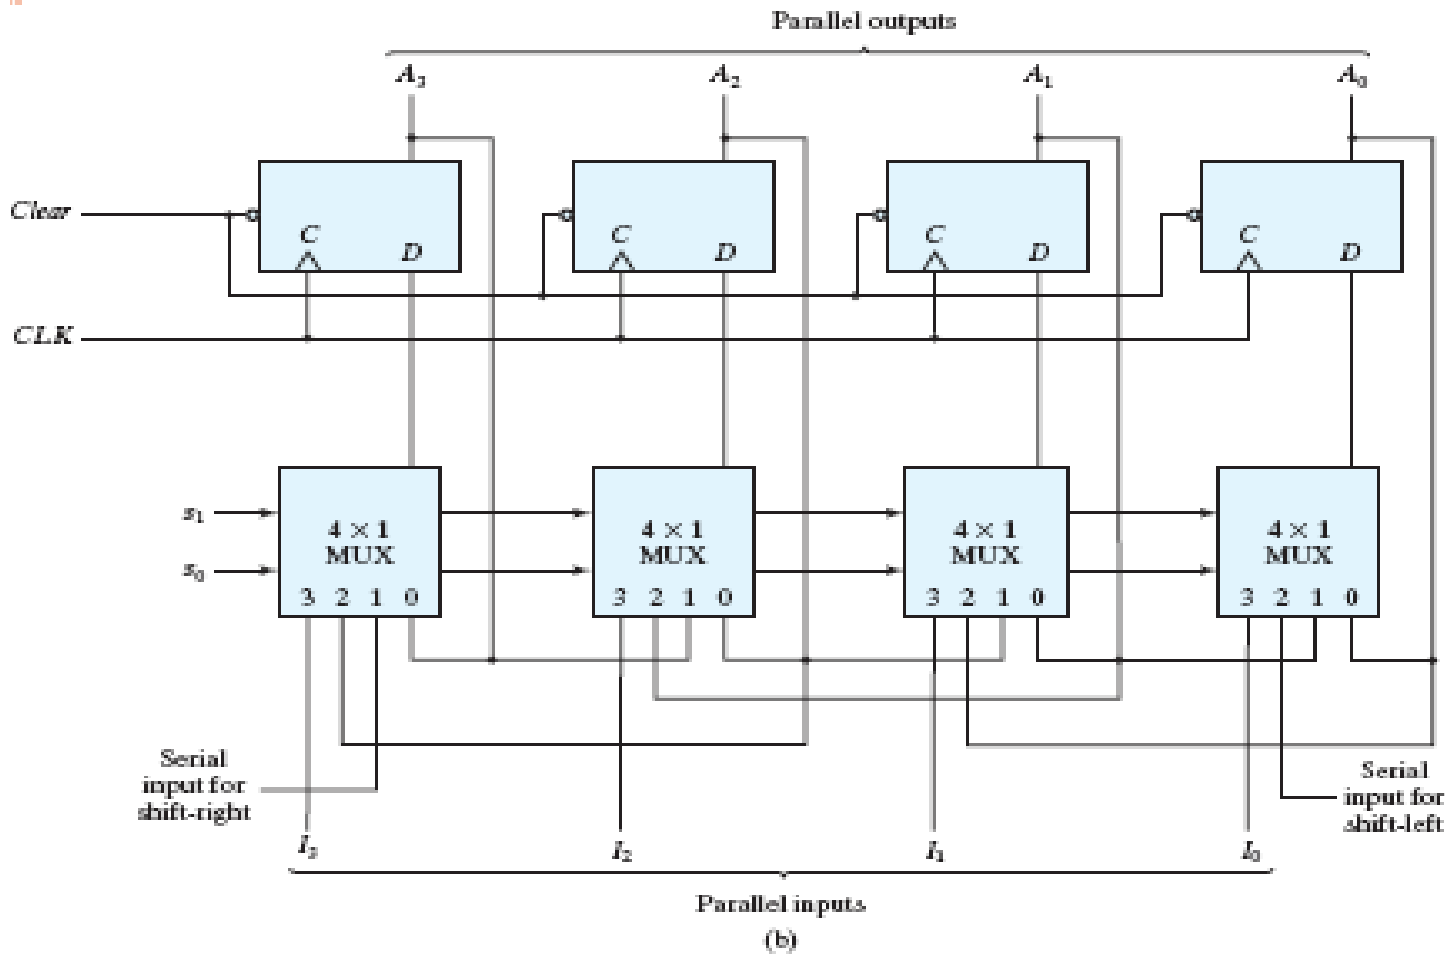 Parallel outputs
A₃ A₂ A₁ A₀
Clear
C D C D C D C D
CLK
s₁
s₀
4 × 1 4 × 1 4 × 1 4 × 1
MUX MUX MUX MUX
3 2 1 0 3 2 1 0 3 2 1 0 3 2 1 0
Serial
input for
shift-right
Serial
input for
shift-left
I₃ I₂ I₁ I₀
Parallel inputs
(b)